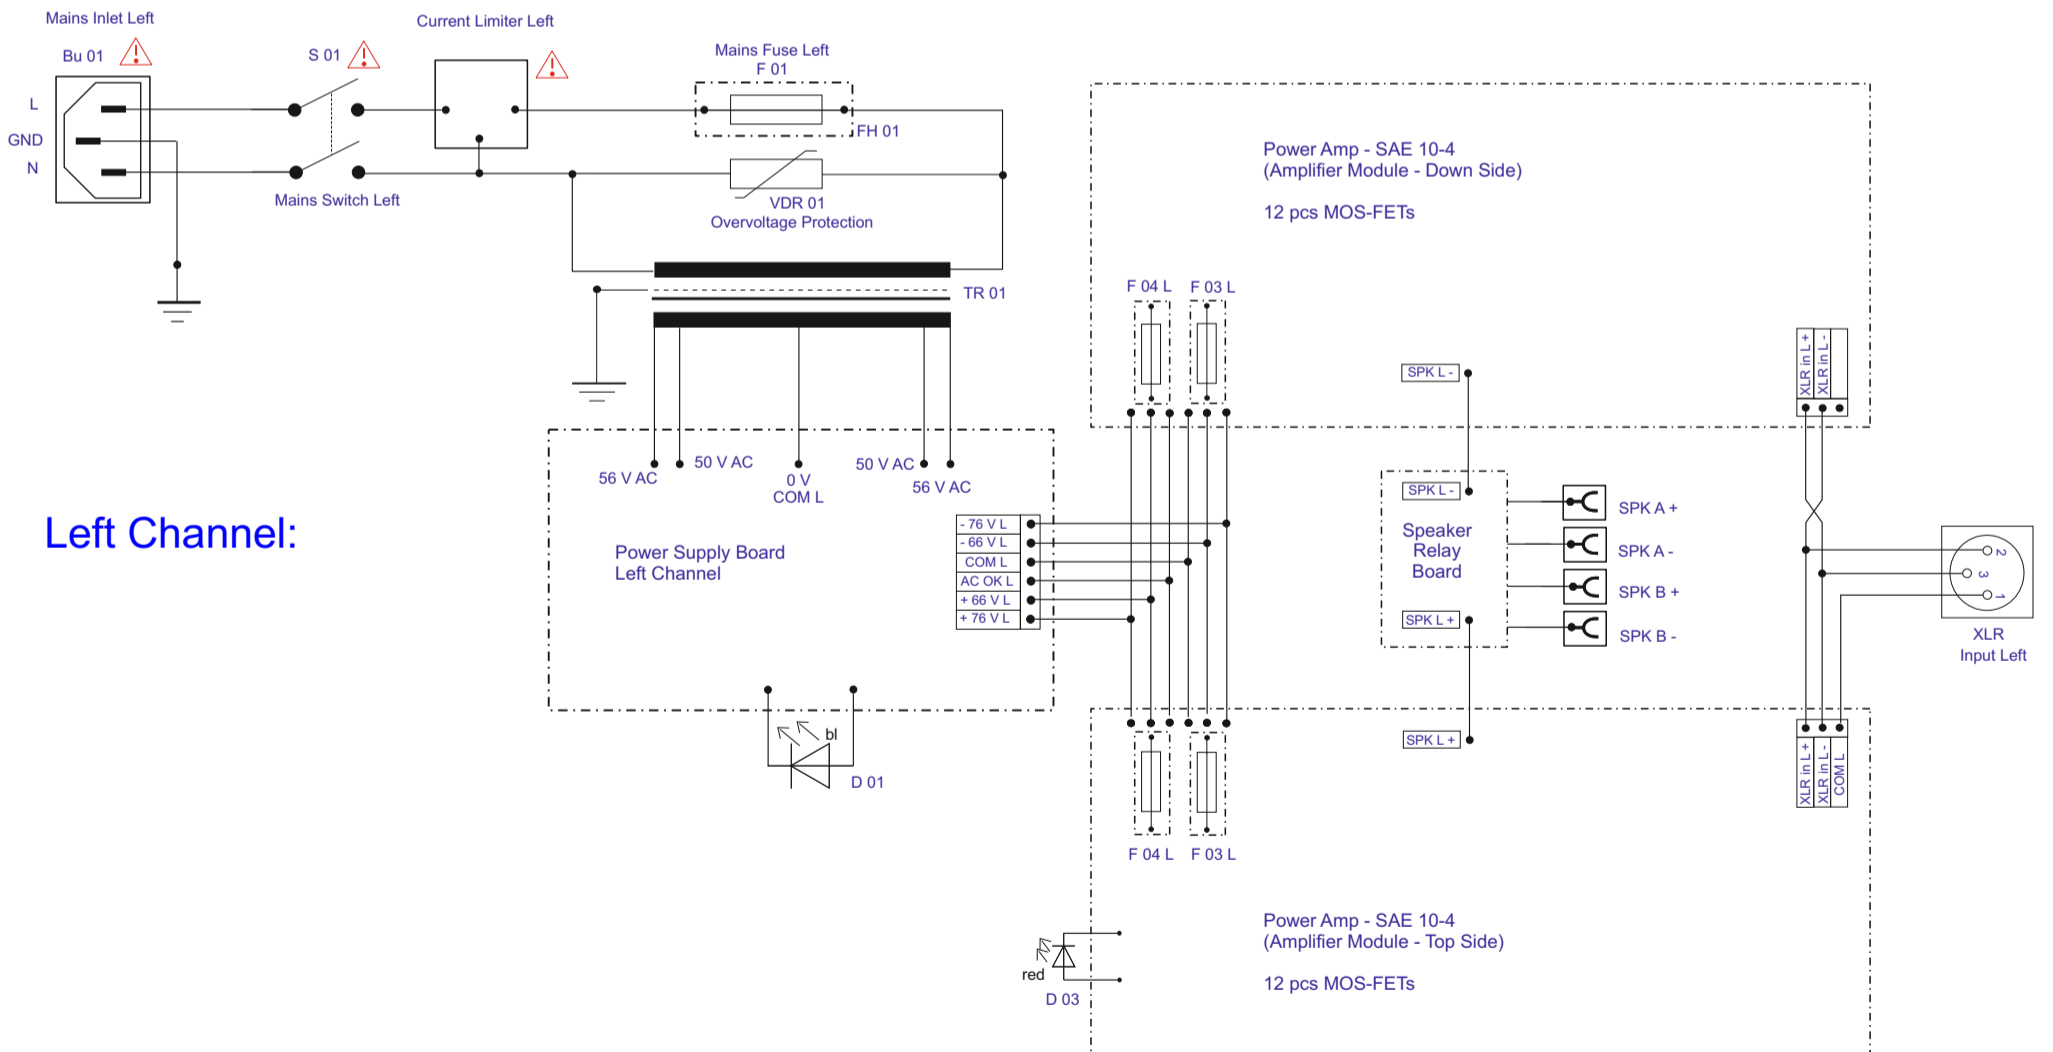 Mains Inlet Left
Bu 01
L
GND
N
S 01
Mains Switch Left
Current Limiter Left
Mains Fuse Left
F 01
FH 01
VDR 01
Overvoltage Protection
TR 01
56 V AC
50 V AC
0 V
COM L
50 V AC
56 V AC
Left Channel:
Power Supply Board
Left Channel
- 76 V L
- 66 V L
COM L
AC OK L
+ 66 V L
+ 76 V L
bl
D 01
Power Amp - SAE 10-4
(Amplifier Module - Down Side)
12 pcs MOS-FETs
F 04 L
F 03 L
SPK L -
XLR in L +
XLR in L -
SPK L -
Speaker
Relay
Board
SPK L +
SPK A +
SPK A -
SPK B +
SPK B -
2
3
1
XLR
Input Left
SPK L +
XLR in L +
XLR in L -
COM L
F 04 L
F 03 L
Power Amp - SAE 10-4
(Amplifier Module - Top Side)
12 pcs MOS-FETs
red
D 03